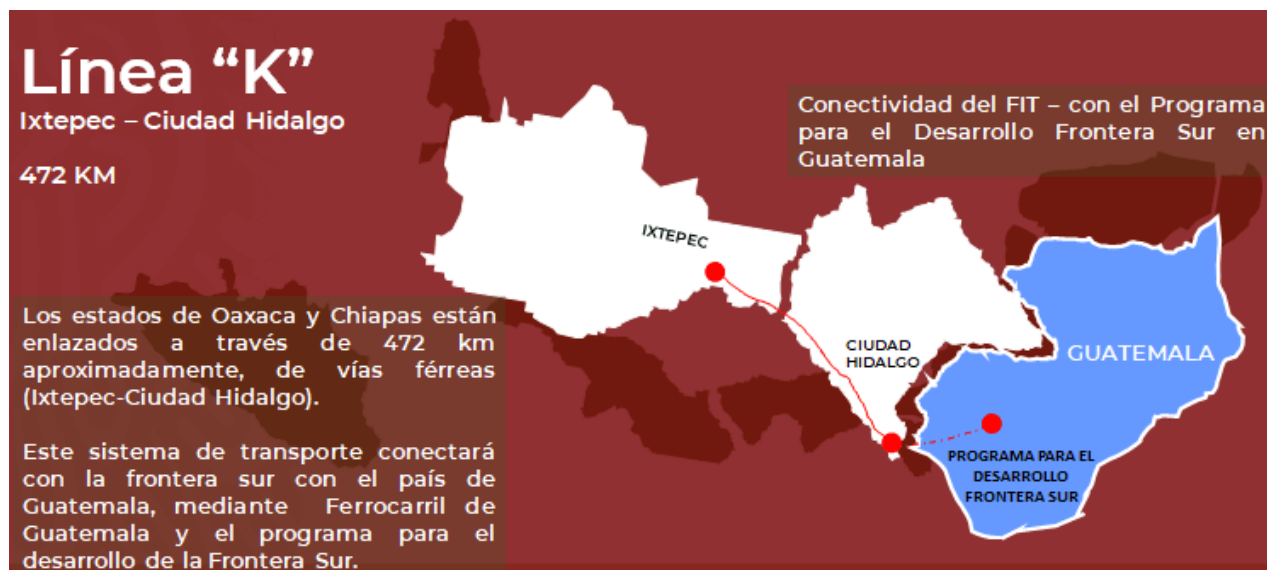 Línea “K”
Ixtepec – Ciudad Hidalgo
472 KM
Conectividad del FIT – con el Programa
para el Desarrollo Frontera Sur en
Guatemala
IXTEPEC
CIUDAD
HIDALGO
GUATEMALA
PROGRAMA PARA EL
DESARROLLO
FRONTERA SUR
Los estados de Oaxaca y Chiapas están
enlazados a través de 472 km
aproximadamente, de vías férreas
(Ixtepec-Ciudad Hidalgo).
Este sistema de transporte conectará
con la frontera sur con el país de
Guatemala, mediante Ferrocarril de
Guatemala y el programa para el
desarrollo de la Frontera Sur.